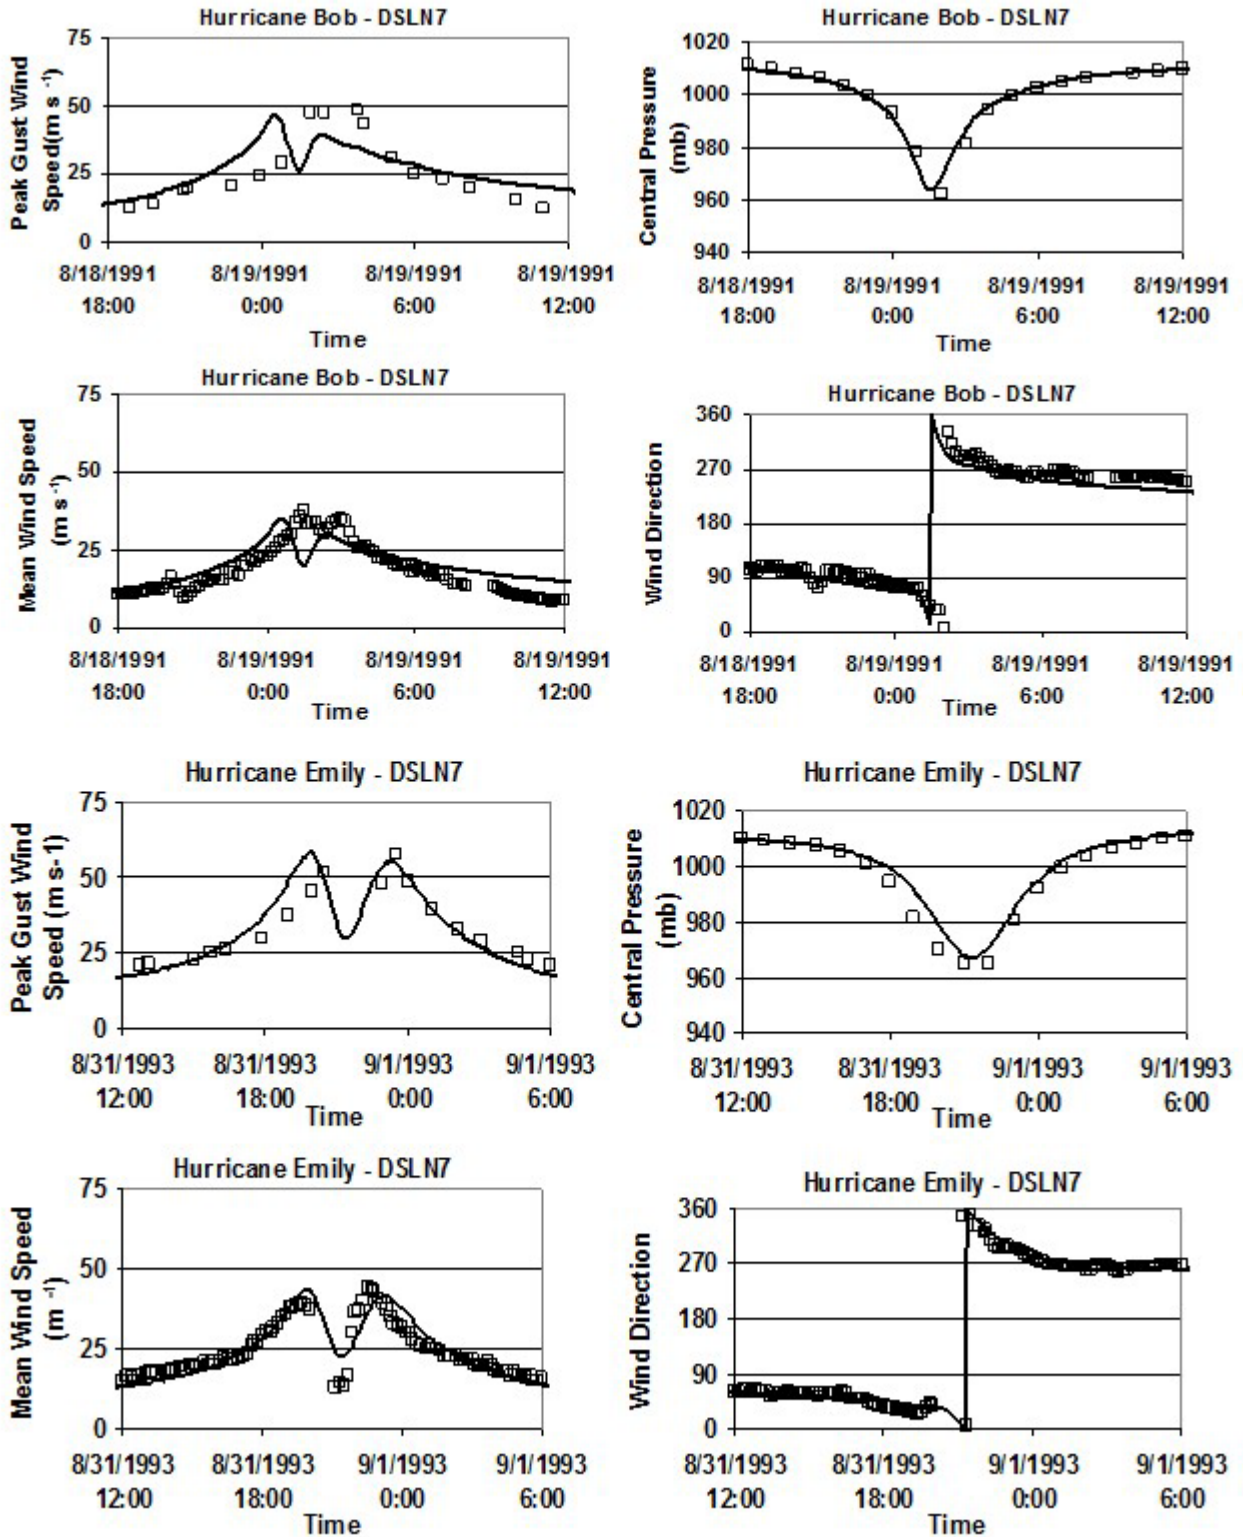 Hurricane Bob - DSLN7
Peak Gust Wind
Speed(m s -1)
75
50
25
0
8/18/1991 8/19/1991 8/19/1991 8/19/1991
18:00 0:00 6:00 12:00
Time
Hurricane Bob - DSLN7
Central Pressure
(mb)
1020
1000
980
960
940
8/18/1991 8/19/1991 8/19/1991 8/19/1991
18:00 0:00 6:00 12:00
Time
Hurricane Bob - DSLN7
Mean Wind Speed
(m s -1)
75
50
25
0
8/18/1991 8/19/1991 8/19/1991 8/19/1991
18:00 0:00 6:00 12:00
Time
Hurricane Bob - DSLN7
Wind Direction
360
270
180
90
0
8/18/1991 8/19/1991 8/19/1991 8/19/1991
18:00 0:00 6:00 12:00
Time
Hurricane Emily - DSLN7
Peak Gust Wind
Speed (m s-1)
75
50
25
0
8/31/1993 8/31/1993 9/1/1993 9/1/1993
12:00 18:00 0:00 6:00
Time
Hurricane Emily - DSLN7
Central Pressure
(mb)
1020
1000
980
960
940
8/31/1993 8/31/1993 9/1/1993 9/1/1993
12:00 18:00 0:00 6:00
Time
Hurricane Emily - DSLN7
Mean Wind Speed
(m -1)
75
50
25
0
8/31/1993 8/31/1993 9/1/1993 9/1/1993
12:00 18:00 0:00 6:00
Time
Hurricane Emily - DSLN7
Wind Direction
360
270
180
90
0
8/31/1993 8/31/1993 9/1/1993 9/1/1993
12:00 18:00 0:00 6:00
Time